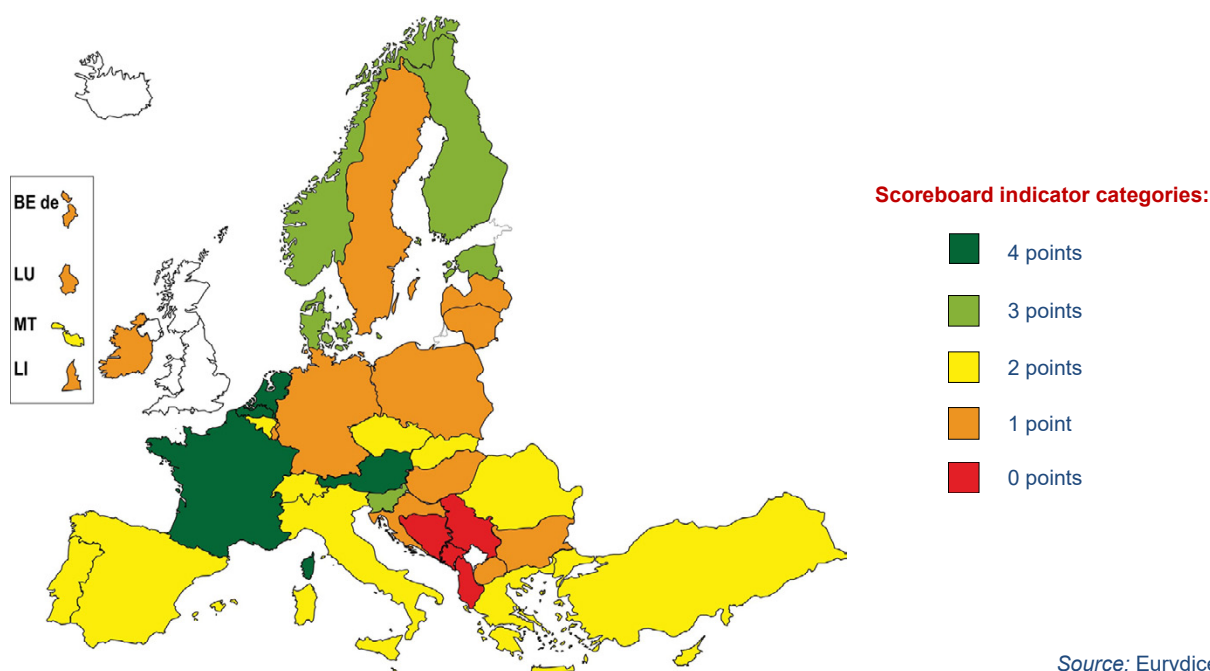 BE de
LU
MT
LI
Scoreboard indicator categories:
4 points
3 points
2 points
1 point
0 points
Source: Eurydice